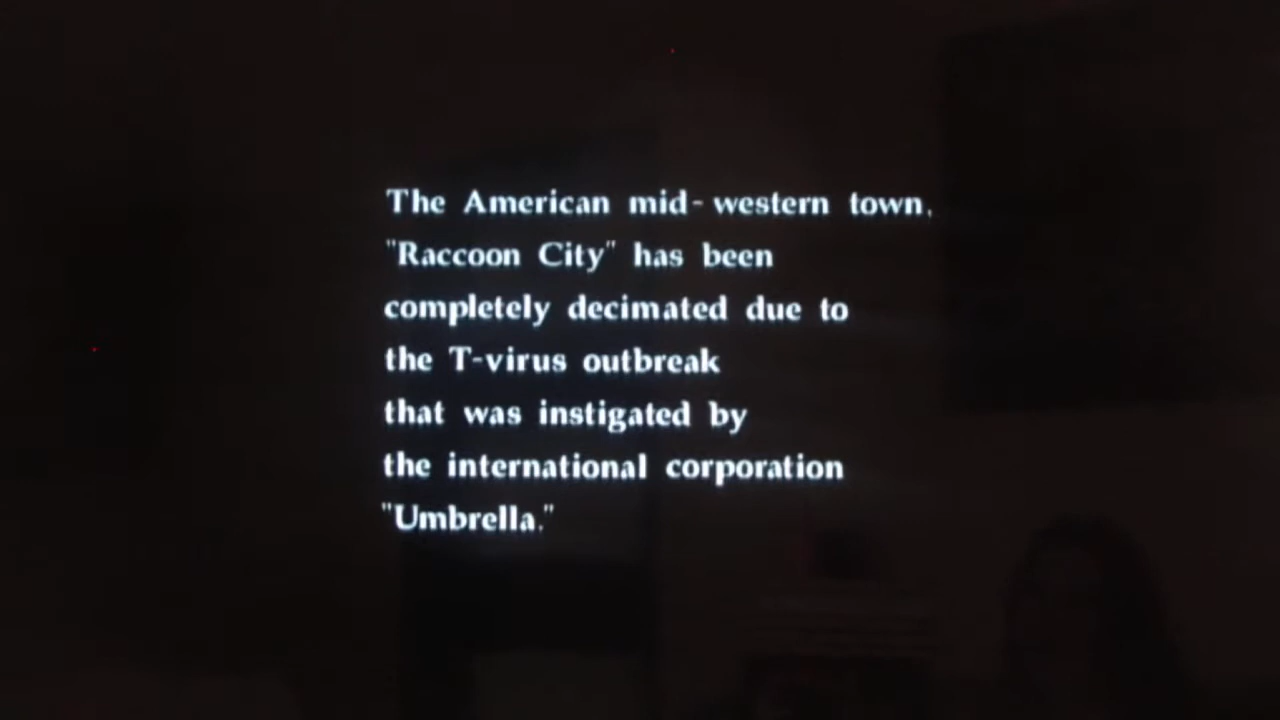 The American mid-western town,
"Raccoon City" has been
completely decimated due to
the T-virus outbreak
that was instigated by
the international corporation
"Umbrella."